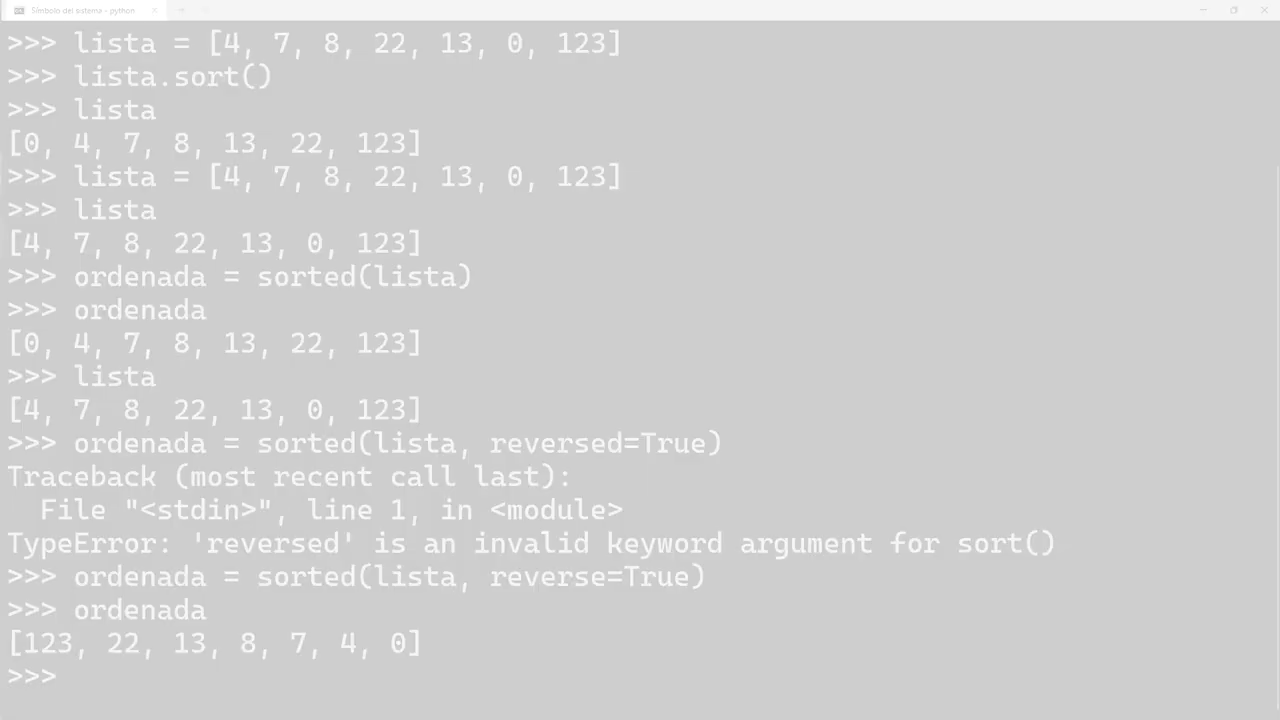 Símbolo del sistema - python
>>> lista = [4, 7, 8, 22, 13, 0, 123]
>>> lista.sort()
>>> lista
[0, 4, 7, 8, 13, 22, 123]
>>> lista = [4, 7, 8, 22, 13, 0, 123]
>>> lista
[4, 7, 8, 22, 13, 0, 123]
>>> ordenada = sorted(lista)
>>> ordenada
[0, 4, 7, 8, 13, 22, 123]
>>> lista
[4, 7, 8, 22, 13, 0, 123]
>>> ordenada = sorted(lista, reversed=True)
Traceback (most recent call last):
  File "<stdin>", line 1, in <module>
TypeError: 'reversed' is an invalid keyword argument for sort()
>>> ordenada = sorted(lista, reverse=True)
>>> ordenada
[123, 22, 13, 8, 7, 4, 0]
>>>